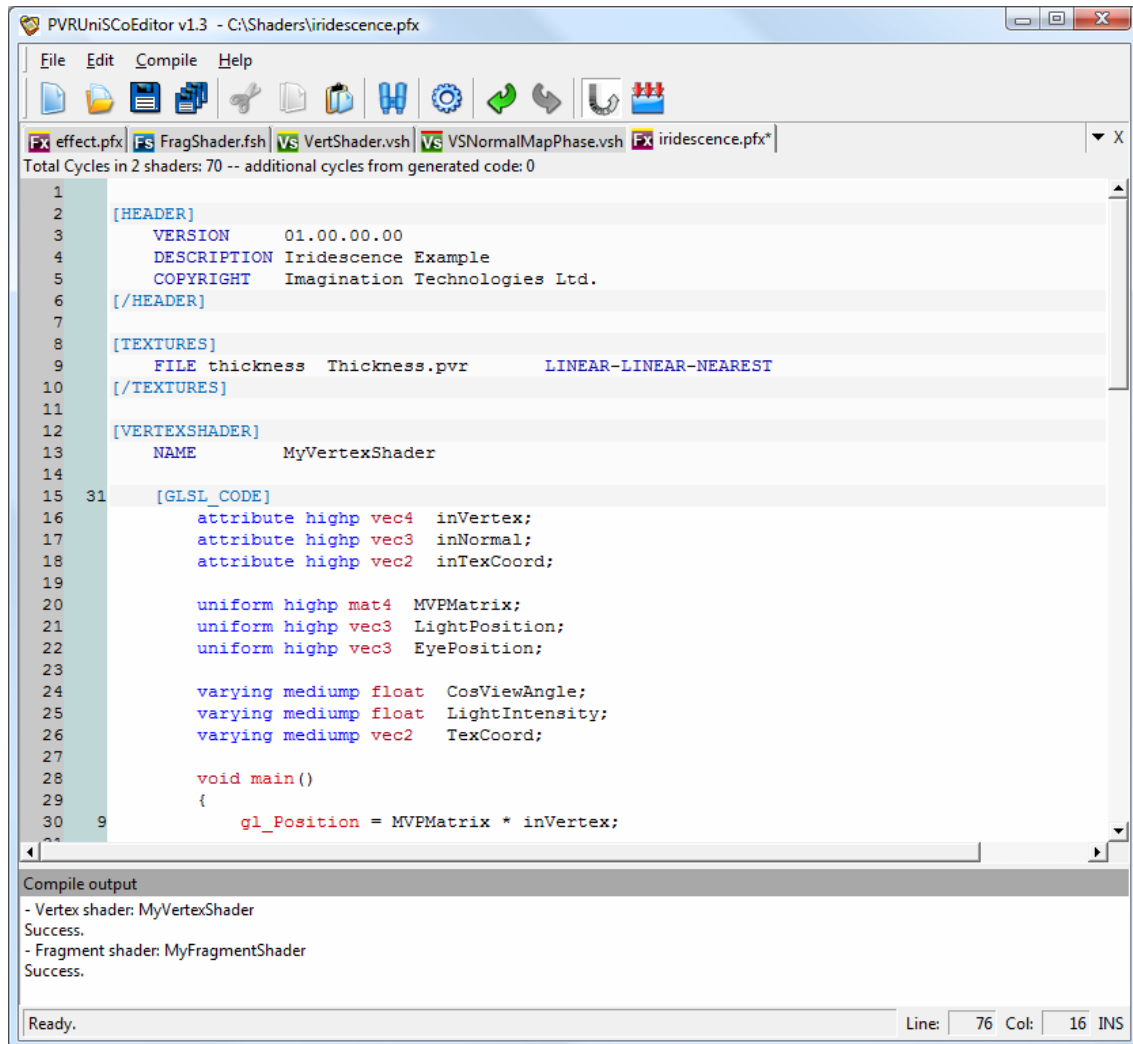 PVRUniSCoEditor v1.3 - C:\Shaders\iridescence.pfx
File Edit Compile Help
Fx effect.pfx Fs FragShader.fsh Vs VertShader.vsh Vs VSNormalMapPhase.vsh Fx iridescence.pfx* X
Total Cycles in 2 shaders: 70 -- additional cycles from generated code: 0
1
2 [HEADER]
3 VERSION 01.00.00.00
4 DESCRIPTION Iridescence Example
5 COPYRIGHT Imagination Technologies Ltd.
6 [/HEADER]
7
8 [TEXTURES]
9 FILE thickness Thickness.pvr LINEAR-LINEAR-NEAREST
10 [/TEXTURES]
11
12 [VERTEXSHADER]
13 NAME MyVertexShader
14
15 31 [GLSL_CODE]
16 attribute highp vec4 inVertex;
17 attribute highp vec3 inNormal;
18 attribute highp vec2 inTexCoord;
19
20 uniform highp mat4 MVPMatrix;
21 uniform highp vec3 LightPosition;
22 uniform highp vec3 EyePosition;
23
24 varying mediump float CosViewAngle;
25 varying mediump float LightIntensity;
26 varying mediump vec2 TexCoord;
27
28 void main()
29 {
30 9 gl_Position = MVPMatrix * inVertex;
Compile output
- Vertex shader: MyVertexShader
Success.
- Fragment shader: MyFragmentShader
Success.
Ready. Line: 76 Col: 16 INS